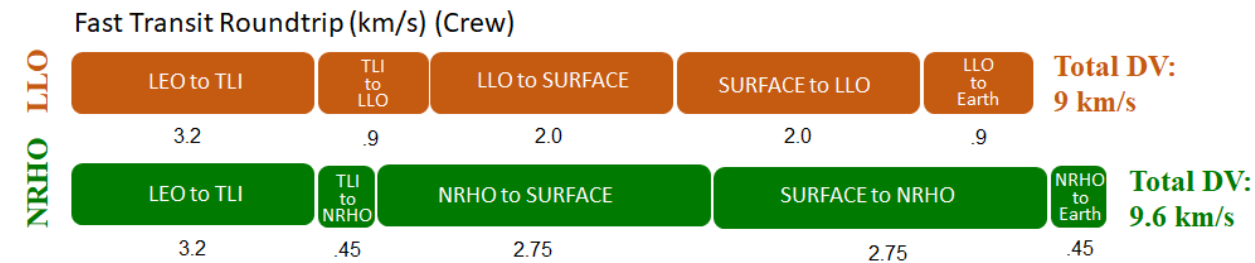 Fast Transit Roundtrip (km/s) (Crew)
LLO
LEO to TLI
TLI
to
LLO
LLO to SURFACE
SURFACE to LLO
LLO
to
Earth
Total DV:
9 km/s
3.2
.9
2.0
2.0
.9
NRHO
LEO to TLI
TLI
to
NRHO
NRHO to SURFACE
SURFACE to NRHO
NRHO
to
Earth
Total DV:
9.6 km/s
3.2
.45
2.75
2.75
.45